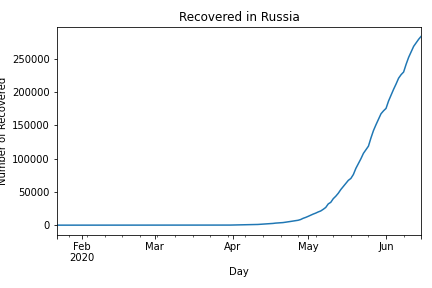 Recovered in Russia
Number of Recovered
250000
200000
150000
100000
50000
0
Feb
2020
Mar
Apr
May
Jun
Day